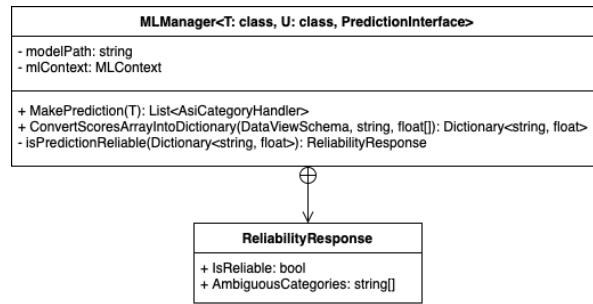 MLManager<T: class, U: class, PredictionInterface>
- modelPath: string
- mlContext: MLContext
+ MakePrediction(T): List<AsiCategoryHandler>
+ ConvertScoresArrayIntoDictionary(DataViewSchema, string, float[]): Dictionary<string, float>
- isPredictionReliable(Dictionary<string, float>): ReliabilityResponse
ReliabilityResponse
+ IsReliable: bool
+ AmbiguousCategories: string[]